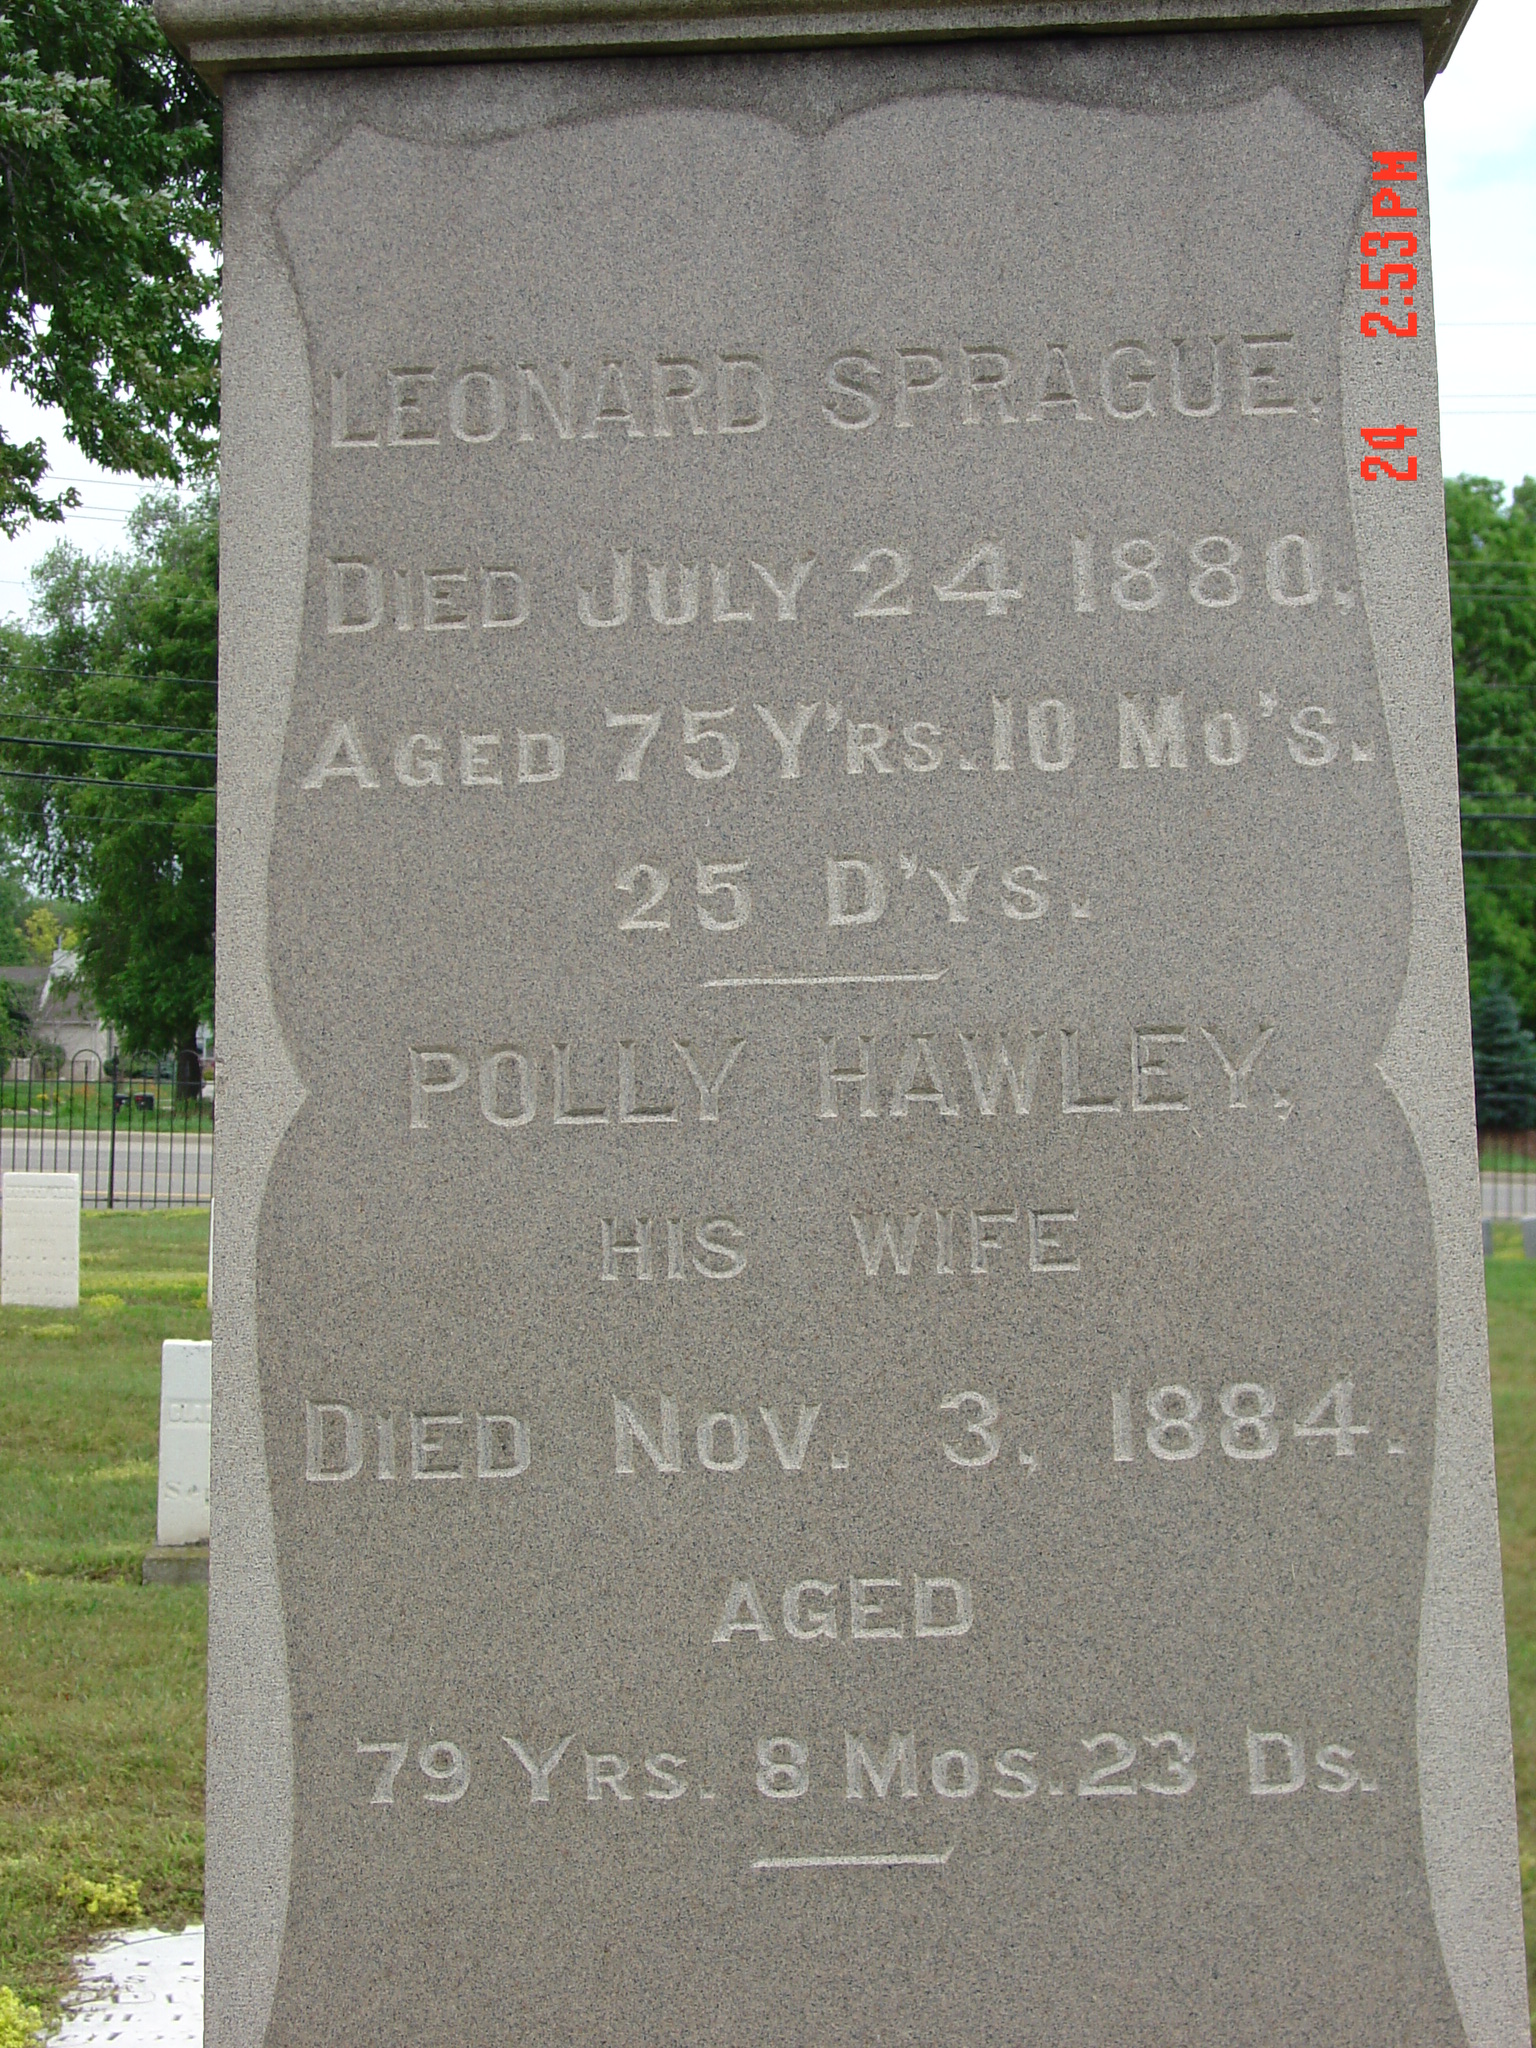 LEONARD SPRAGUE,
DIED JULY 24 1880,
AGED 75 Y'RS. 10 MO'S.
25 D'YS.
POLLY HAWLEY,
HIS WIFE
DIED NOV. 3, 1884.
AGED
79 YRS. 8 MOS. 23 DS.
24 2:53 PM